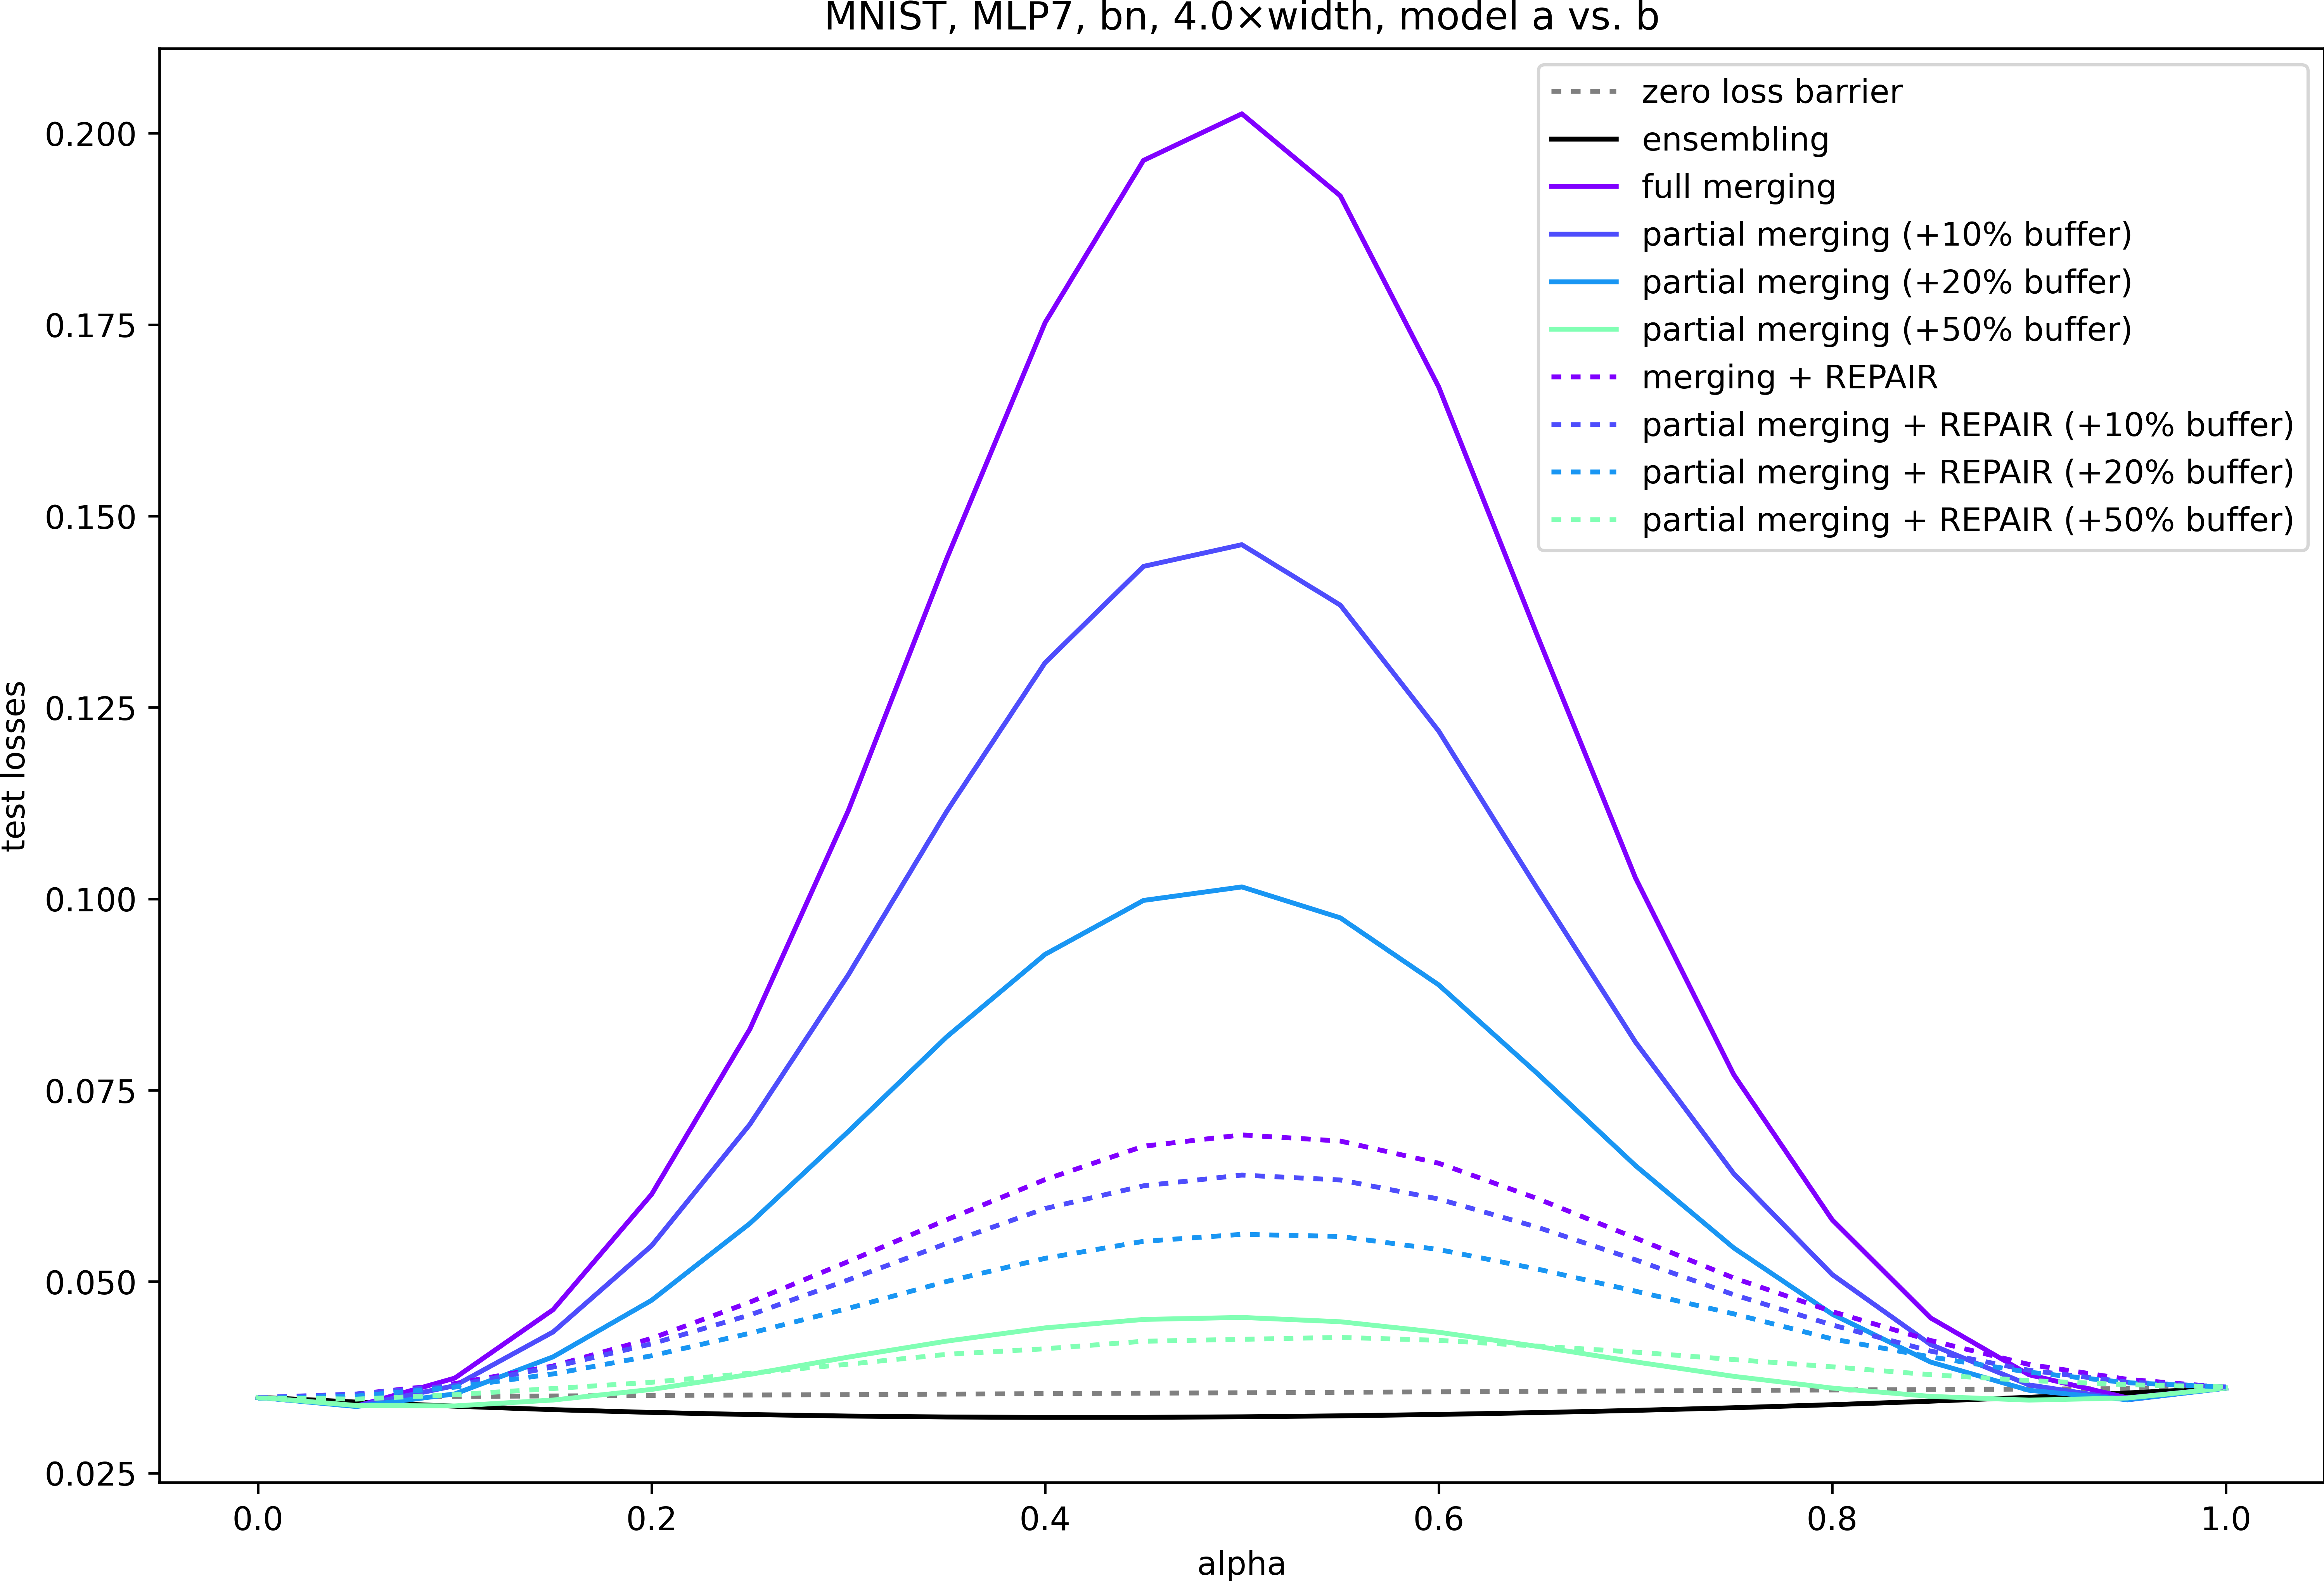 MNIST, MLP7, bn, 4.0×width, model a vs. b
zero loss barrier
ensembling
full merging
partial merging (+10% buffer)
partial merging (+20% buffer)
partial merging (+50% buffer)
merging + REPAIR
partial merging + REPAIR (+10% buffer)
partial merging + REPAIR (+20% buffer)
partial merging + REPAIR (+50% buffer)
test losses
0.200
0.175
0.150
0.125
0.100
0.075
0.050
0.025
0.0
0.2
0.4
0.6
0.8
1.0
alpha